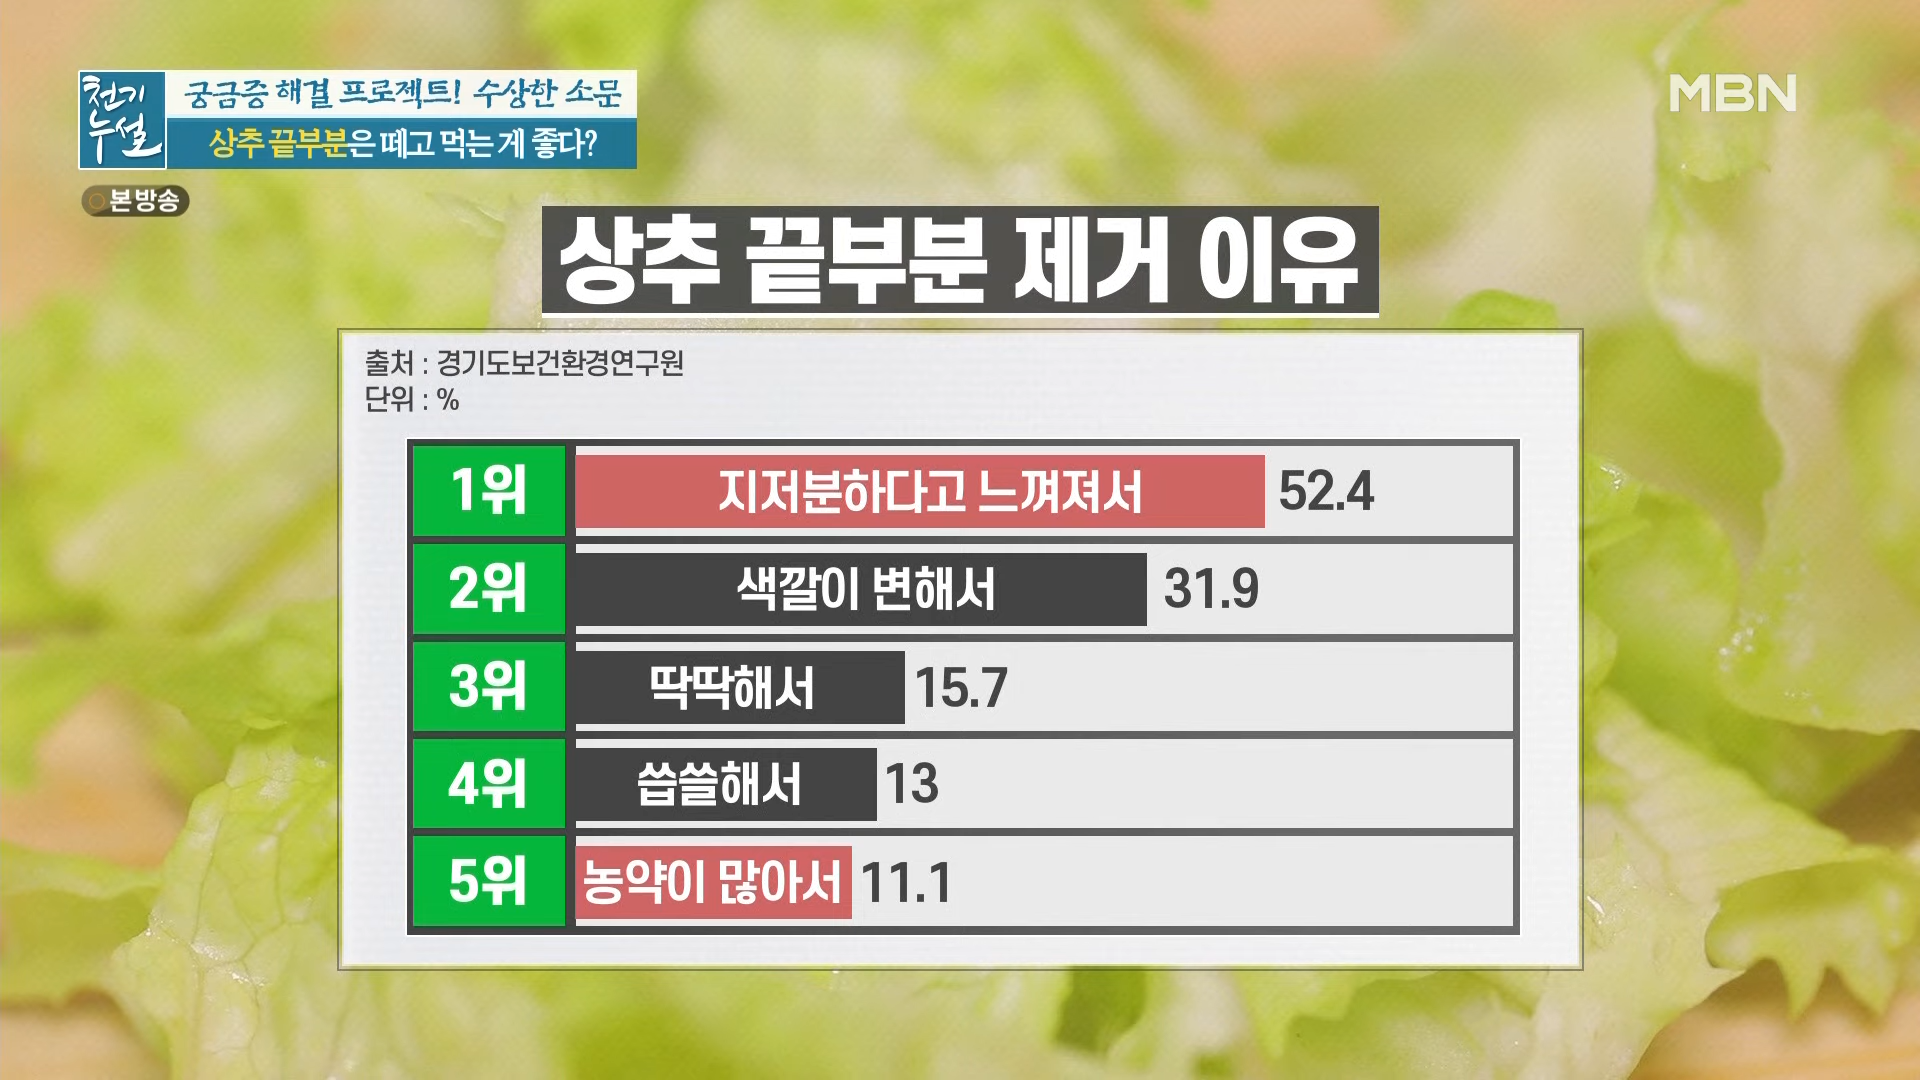 천기누설
궁금증 해결 프로젝트! 수상한 소문
상추 끝부분은 떼고 먹는 게 좋다?
MBN
본방송
상추 끝부분 제거 이유
출처 : 경기도보건환경연구원
단위 : %
1위 지저분하다고 느껴져서 52.4
2위 색깔이 변해서 31.9
3위 딱딱해서 15.7
4위 씁쓸해서 13
5위 농약이 많아서 11.1